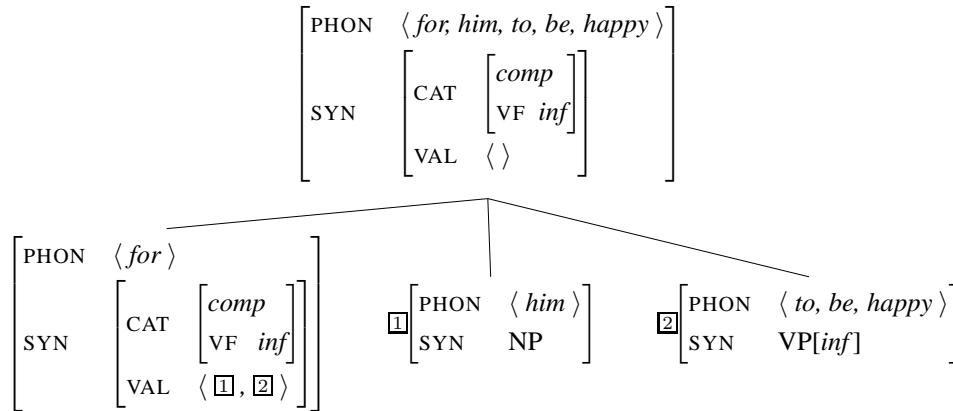 PHON ⟨ for, him, to, be, happy ⟩
SYN CAT comp
VF inf
VAL ⟨ ⟩
PHON ⟨ for ⟩
SYN CAT comp
VF inf
VAL ⟨ 1 , 2 ⟩
1 PHON ⟨ him ⟩
SYN NP
2 PHON ⟨ to, be, happy ⟩
SYN VP[inf]